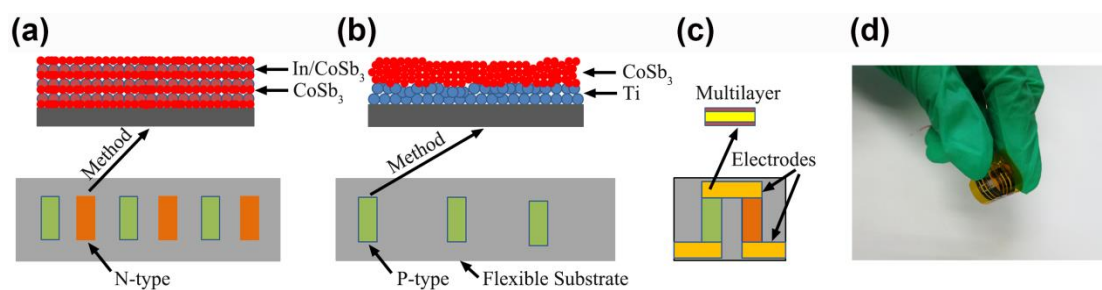 (a)
(b)
(c)
(d)
In/CoSb3
CoSb3
Method
N-type
CoSb3
Ti
Method
P-type
Flexible Substrate
Multilayer
Electrodes